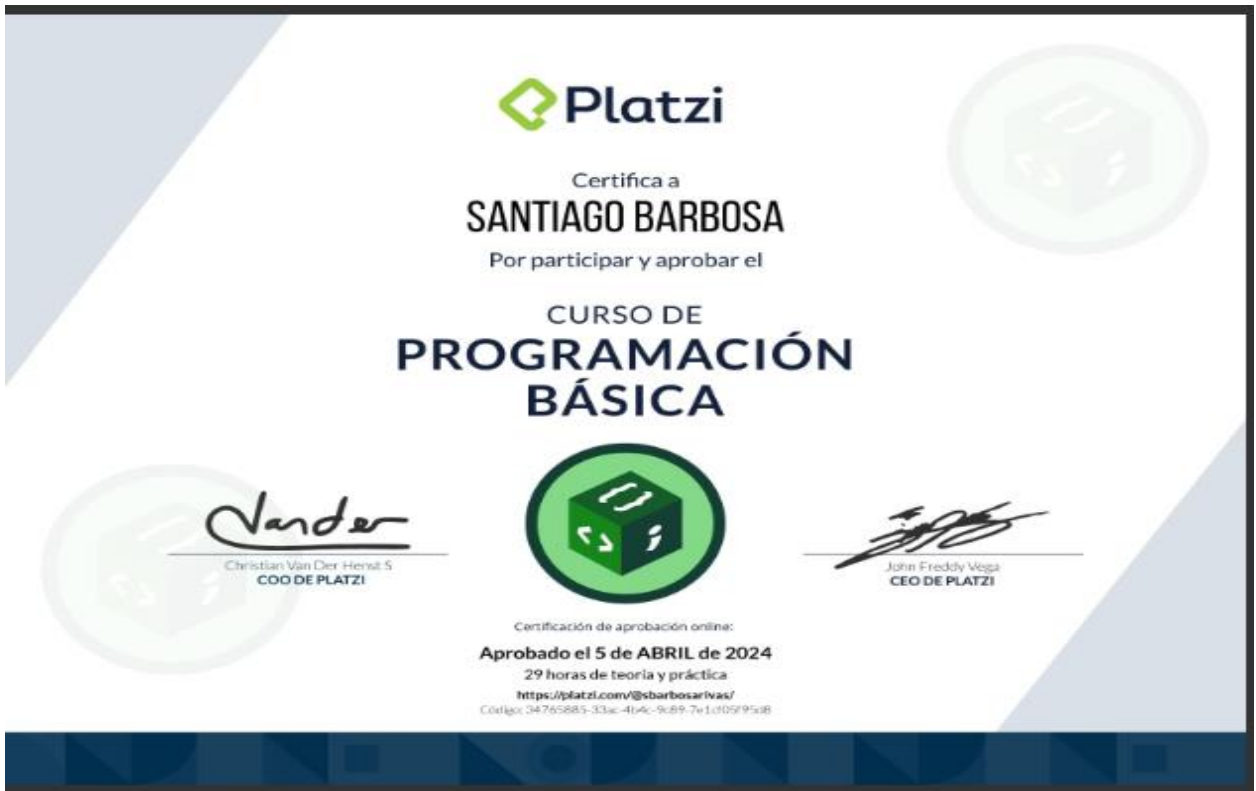 Platzi
Certifica a
SANTIAGO BARBOSA
Por participar y aprobar el
CURSO DE
PROGRAMACIÓN
BÁSICA
Vander
Christian Van Der Henst S
COO DE PLATZI
John Freddy Vega
CEO DE PLATZI
Certificación de aprobación online:
Aprobado el 5 de ABRIL de 2024
29 horas de teoría y práctica
https://platzi.com/@sbarbosarivas/
Código: